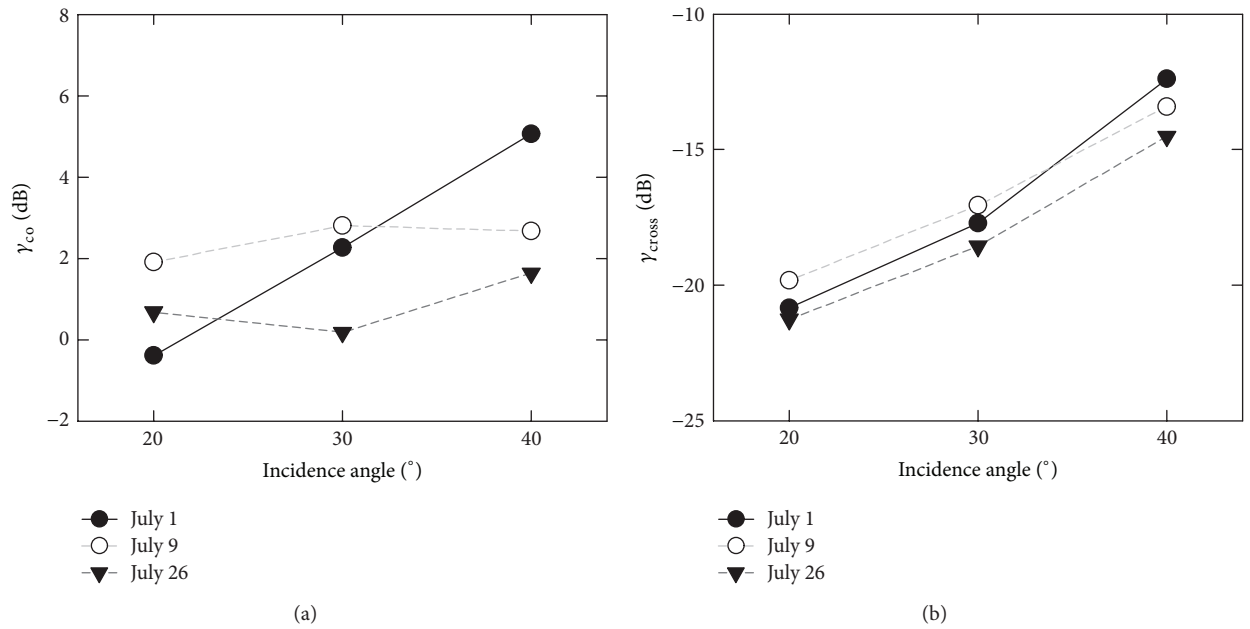 8
6
4
2
0
−2
γco (dB)
20
30
40
Incidence angle (°)
July 1
July 9
July 26
(a)
−10
−15
−20
−25
γcross (dB)
20
30
40
Incidence angle (°)
July 1
July 9
July 26
(b)